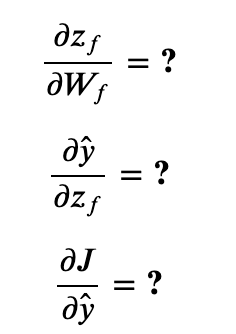 ∂z_f / ∂W_f = ?
∂ŷ / ∂z_f = ?
∂J / ∂ŷ = ?